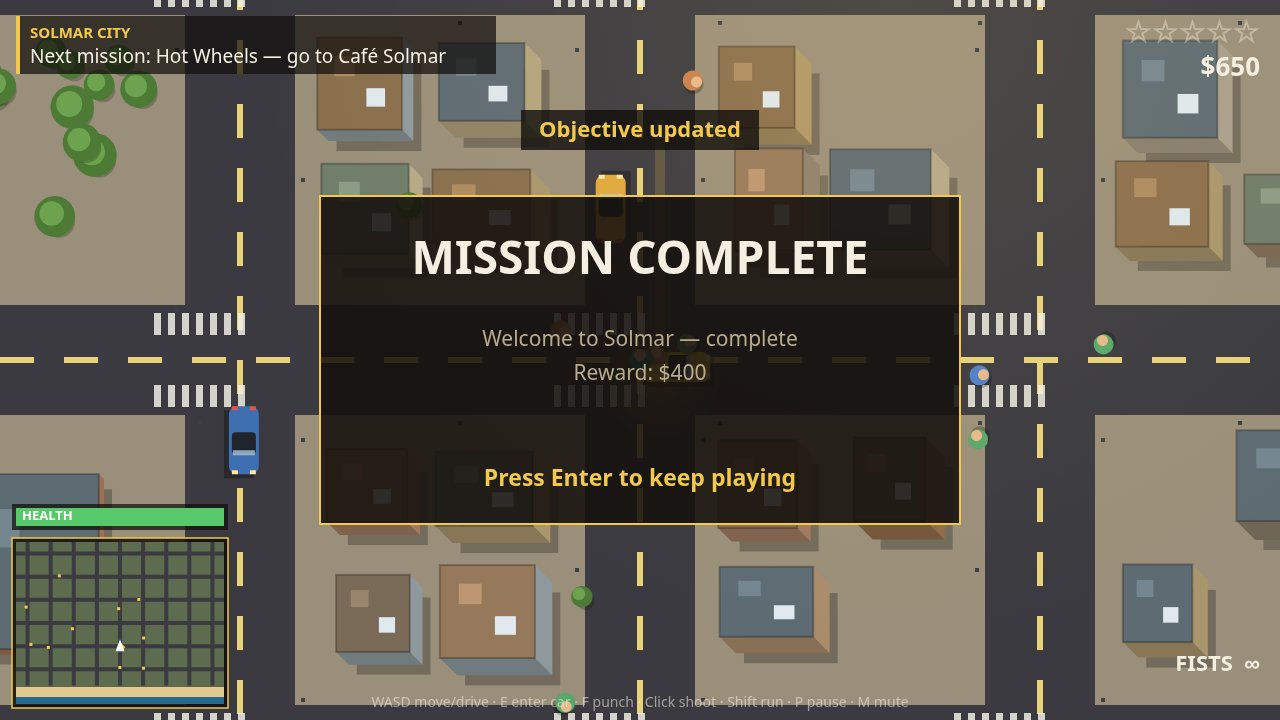 SOLMAR CITY
Next mission: Hot Wheels — go to Café Solmar
$650
Objective updated
MISSION COMPLETE
Welcome to Solmar — complete
Reward: $400
Press Enter to keep playing
HEALTH
FISTS ∞
WASD move/drive · E enter car · F punch · Click shoot · Shift run · P pause · M mute